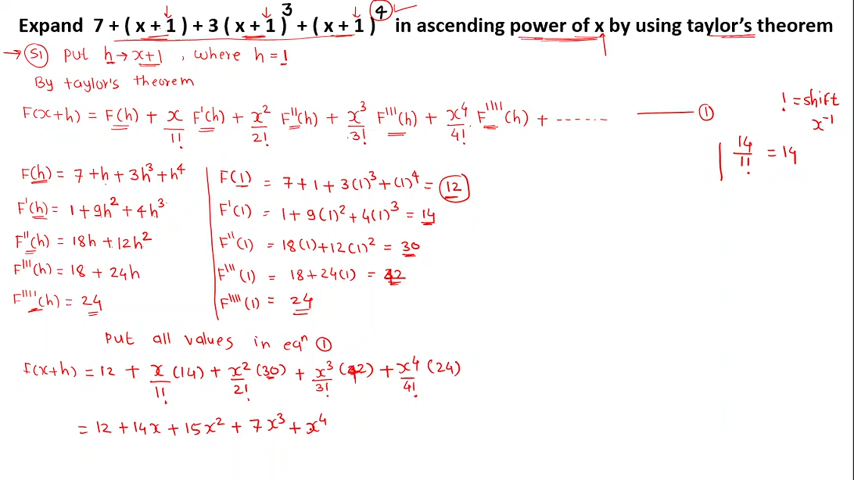 Expand 7 + ( x + 1 ) + 3 ( x + 1 )³ + ( x + 1 )⁴ in ascending power of x by using taylor's theorem
→ S1 Put h → x+1 , where h = 1
By taylor's theorem
F(x+h) = F(h) + x/1! F'(h) + x²/2! F''(h) + x³/3! F'''(h) + x⁴/4! F''''(h) + ------ ——— ①
! = shift
x⁻¹
14/1! = 14
F(h) = 7 + h + 3h³ + h⁴
F'(h) = 1 + 9h² + 4h³
F''(h) = 18h + 12h²
F'''(h) = 18 + 24h
F''''(h) = 24
F(1) = 7 + 1 + 3(1)³ + (1)⁴ = 12
F'(1) = 1 + 9(1)² + 4(1)³ = 14
F''(1) = 18(1) + 12(1)² = 30
F'''(1) = 18 + 24(1) = 42
F''''(1) = 24
Put all values in eqⁿ ①
f(x+h) = 12 + x/1! (14) + x²/2! (30) + x³/3! (42) + x⁴/4! (24)
= 12 + 14x + 15x² + 7x³ + x⁴